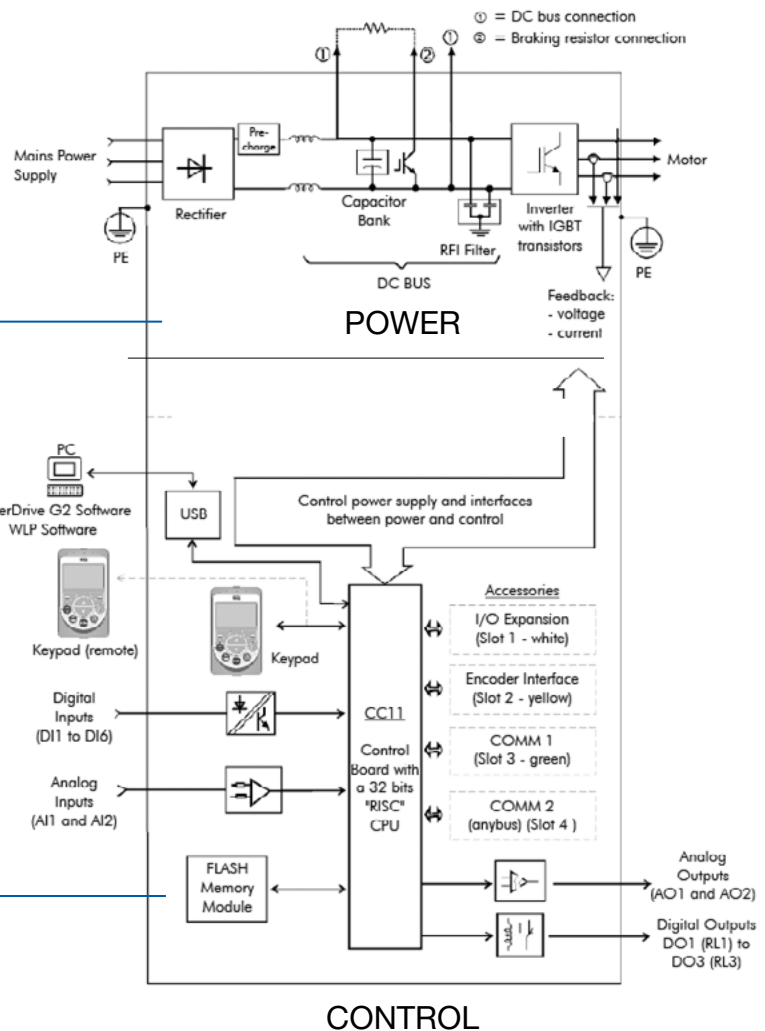 ① = DC bus connection
② = Braking resistor connection
① ② ①
Pre-
charge
Mains Power
Supply
Motor
Rectifier
Capacitor
Bank
Inverter
with IGBT
transistors
RFI Filter
PE
PE
DC BUS
Feedback:
- voltage
- current
POWER
PC
erDrive G2 Software
WLP Software
USB
Control power supply and interfaces
between power and control
Accessories
I/O Expansion
(Slot 1 - white)
Keypad (remote)
Keypad
Encoder Interface
(Slot 2 - yellow)
Digital
Inputs
(DI1 to DI6)
CC11
Control
Board with
a 32 bits
"RISC"
CPU
COMM 1
(Slot 3 - green)
Analog
Inputs
(AI1 and AI2)
COMM 2
(anybus) (Slot 4 )
FLASH
Memory
Module
Analog
Outputs
(AO1 and AO2)
Digital Outputs
DO1 (RL1) to
DO3 (RL3)
CONTROL